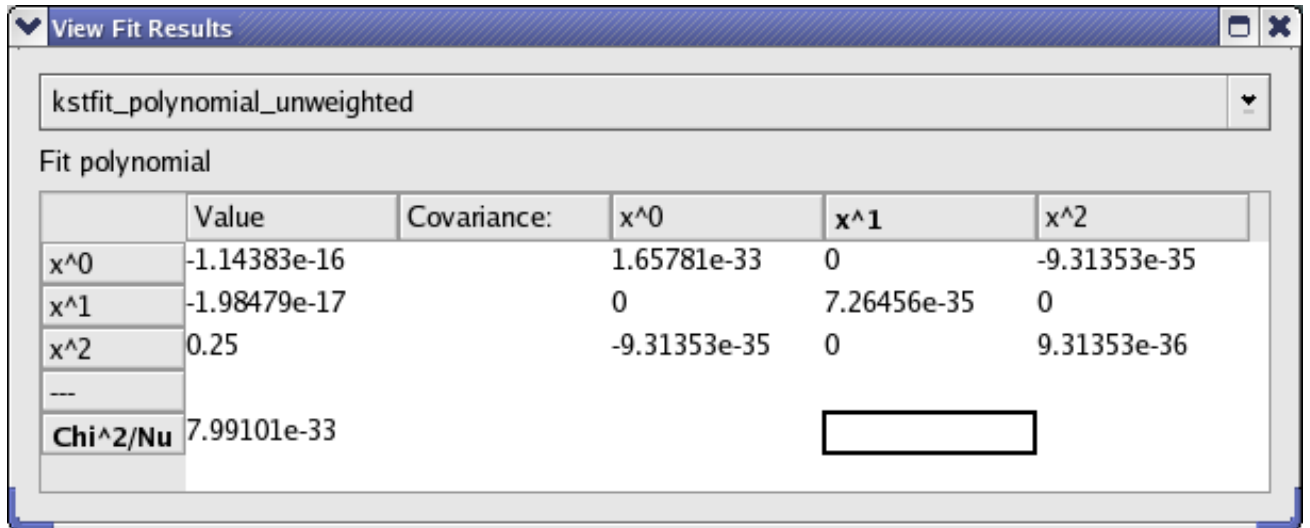 View Fit Results
kstfit_polynomial_unweighted
Fit polynomial
Value Covariance: x^0 x^1 x^2
x^0 -1.14383e-16 1.65781e-33 0 -9.31353e-35
x^1 -1.98479e-17 0 7.26456e-35 0
x^2 0.25 -9.31353e-35 0 9.31353e-36
---
Chi^2/Nu 7.99101e-33